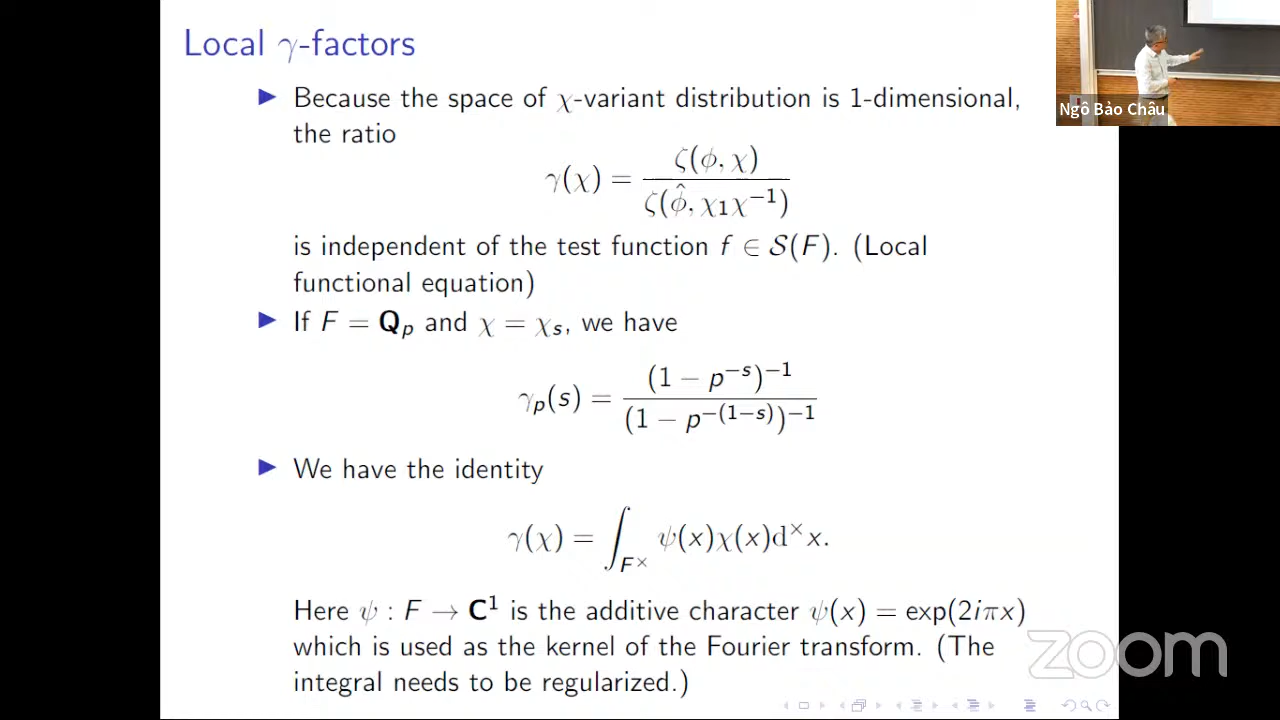 Local γ-factors
▶ Because the space of χ-variant distribution is 1-dimensional,
the ratio
γ(χ) = ζ(ϕ, χ) / ζ(ϕ̂, χ₁χ⁻¹)
is independent of the test function f ∈ 𝒮(F). (Local
functional equation)
▶ If F = Qₚ and χ = χₛ, we have
γₚ(s) = (1 − p⁻ˢ)⁻¹ / (1 − p^{−(1−s)})⁻¹
▶ We have the identity
γ(χ) = ∫_{F^×} ψ(x)χ(x)d^×x.
Here ψ : F → C¹ is the additive character ψ(x) = exp(2iπx)
which is used as the kernel of the Fourier transform. (The
integral needs to be regularized.)
Ngô Bảo Châu
zoom